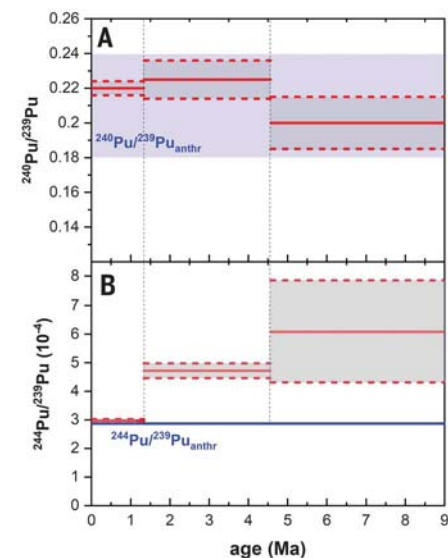 0.26
A
0.24
0.22
0.2
0.18
0.16
0.14
²⁴⁰Pu/²³⁹Pu
²⁴⁰Pu/²³⁹Pu_anthr
B
8
7
6
5
4
3
2
1
0
²⁴⁴Pu/²³⁹Pu (10⁻⁴)
²⁴⁴Pu/²³⁹Pu_anthr
0 1 2 3 4 5 6 7 8 9
age (Ma)